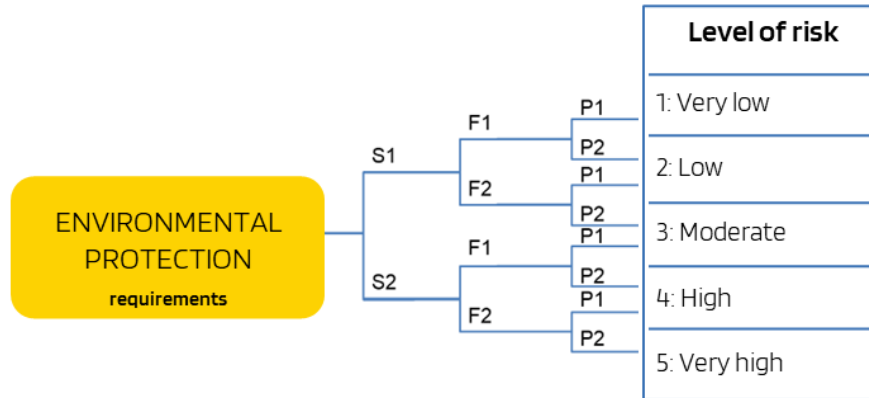 Level of risk
1: Very low
P1
F1
P2
S1
2: Low
P1
F2
P2
ENVIRONMENTAL
PROTECTION
requirements
3: Moderate
P1
F1
P2
S2
4: High
P1
F2
P2
5: Very high